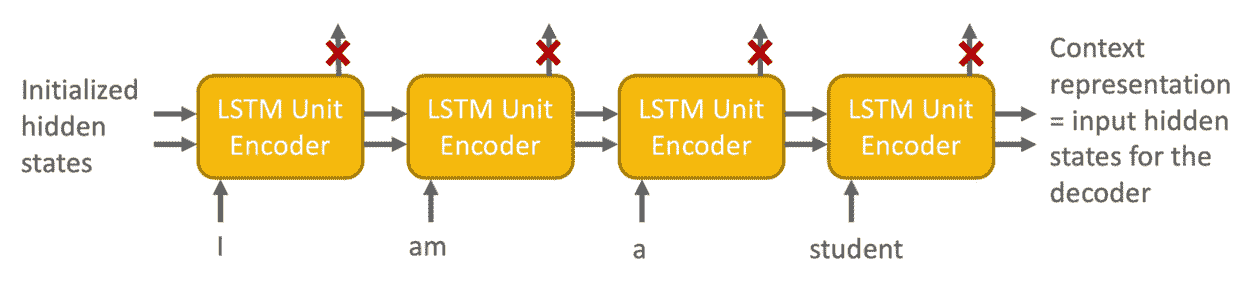 Initialized
hidden
states
LSTM Unit
Encoder
LSTM Unit
Encoder
LSTM Unit
Encoder
LSTM Unit
Encoder
Context
representation
= input hidden
states for the
decoder
I
am
a
student